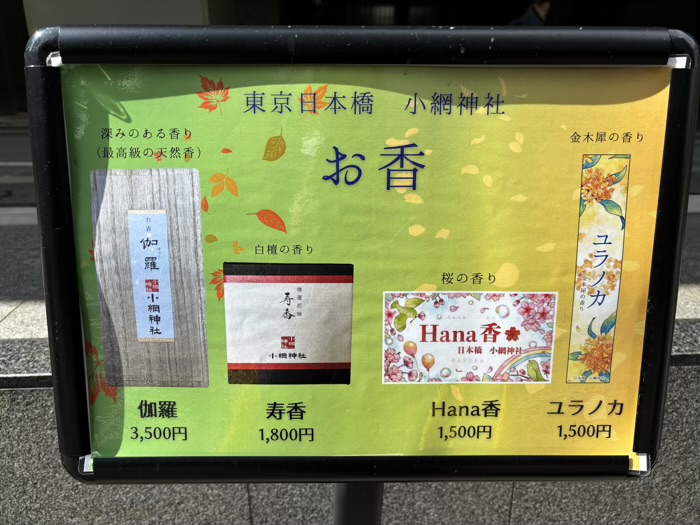 東京日本橋　小網神社
お香
深みのある香り
（最高級の天然香）
お香
伽羅
小網神社
伽羅
3,500円
白檀の香り
寿香
小網神社
寿香
1,800円
桜の香り
Hana香
日本橋　小網神社
Hana香
1,500円
金木犀の香り
ユラノカ
ユラノカ
1,500円